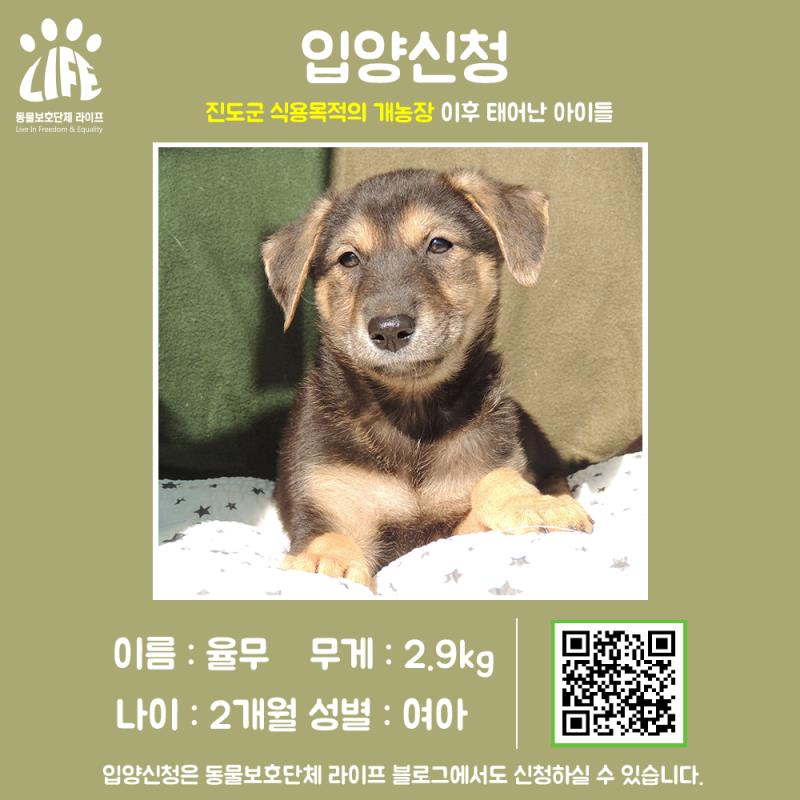 LIFE
동물보호단체 라이프
Live In Freedom & Equality
입양신청
진도군 식용목적의 개농장 이후 태어난 아이들
이름 : 율무 무게 : 2.9kg
나이 : 2개월 성별 : 여아
입양신청은 동물보호단체 라이프 블로그에서도 신청하실 수 있습니다.